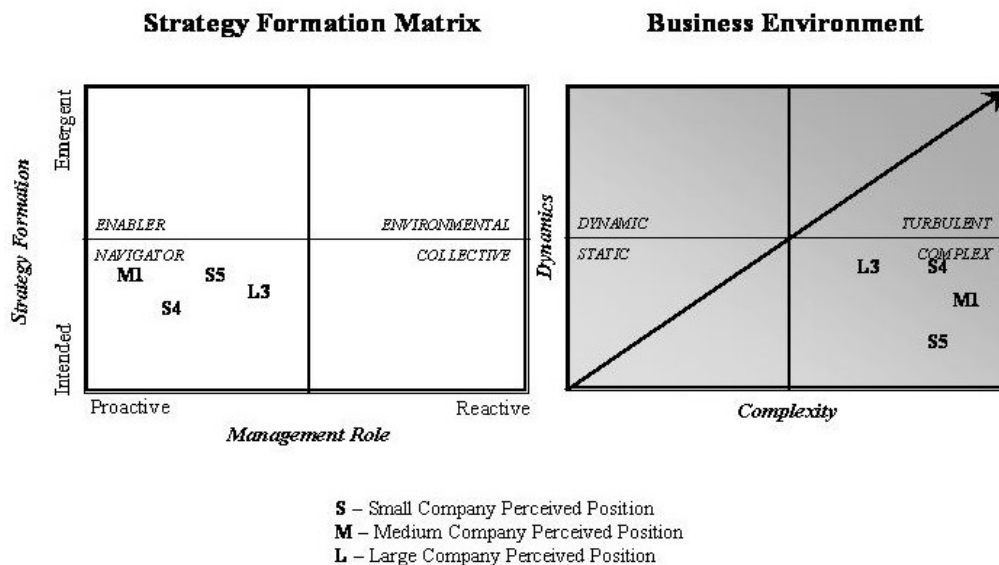 Strategy Formation Matrix
Business Environment
Emergent
Strategy Formation
Intended
ENABLER
ENVIRONMENTAL
NAVIGATOR
COLLECTIVE
M1
S5
L3
S4
Proactive
Reactive
Management Role
Dynamics
DYNAMIC
TURBULENT
STATIC
COMPLEX
L3
S4
M1
S5
Complexity
S – Small Company Perceived Position
M – Medium Company Perceived Position
L – Large Company Perceived Position